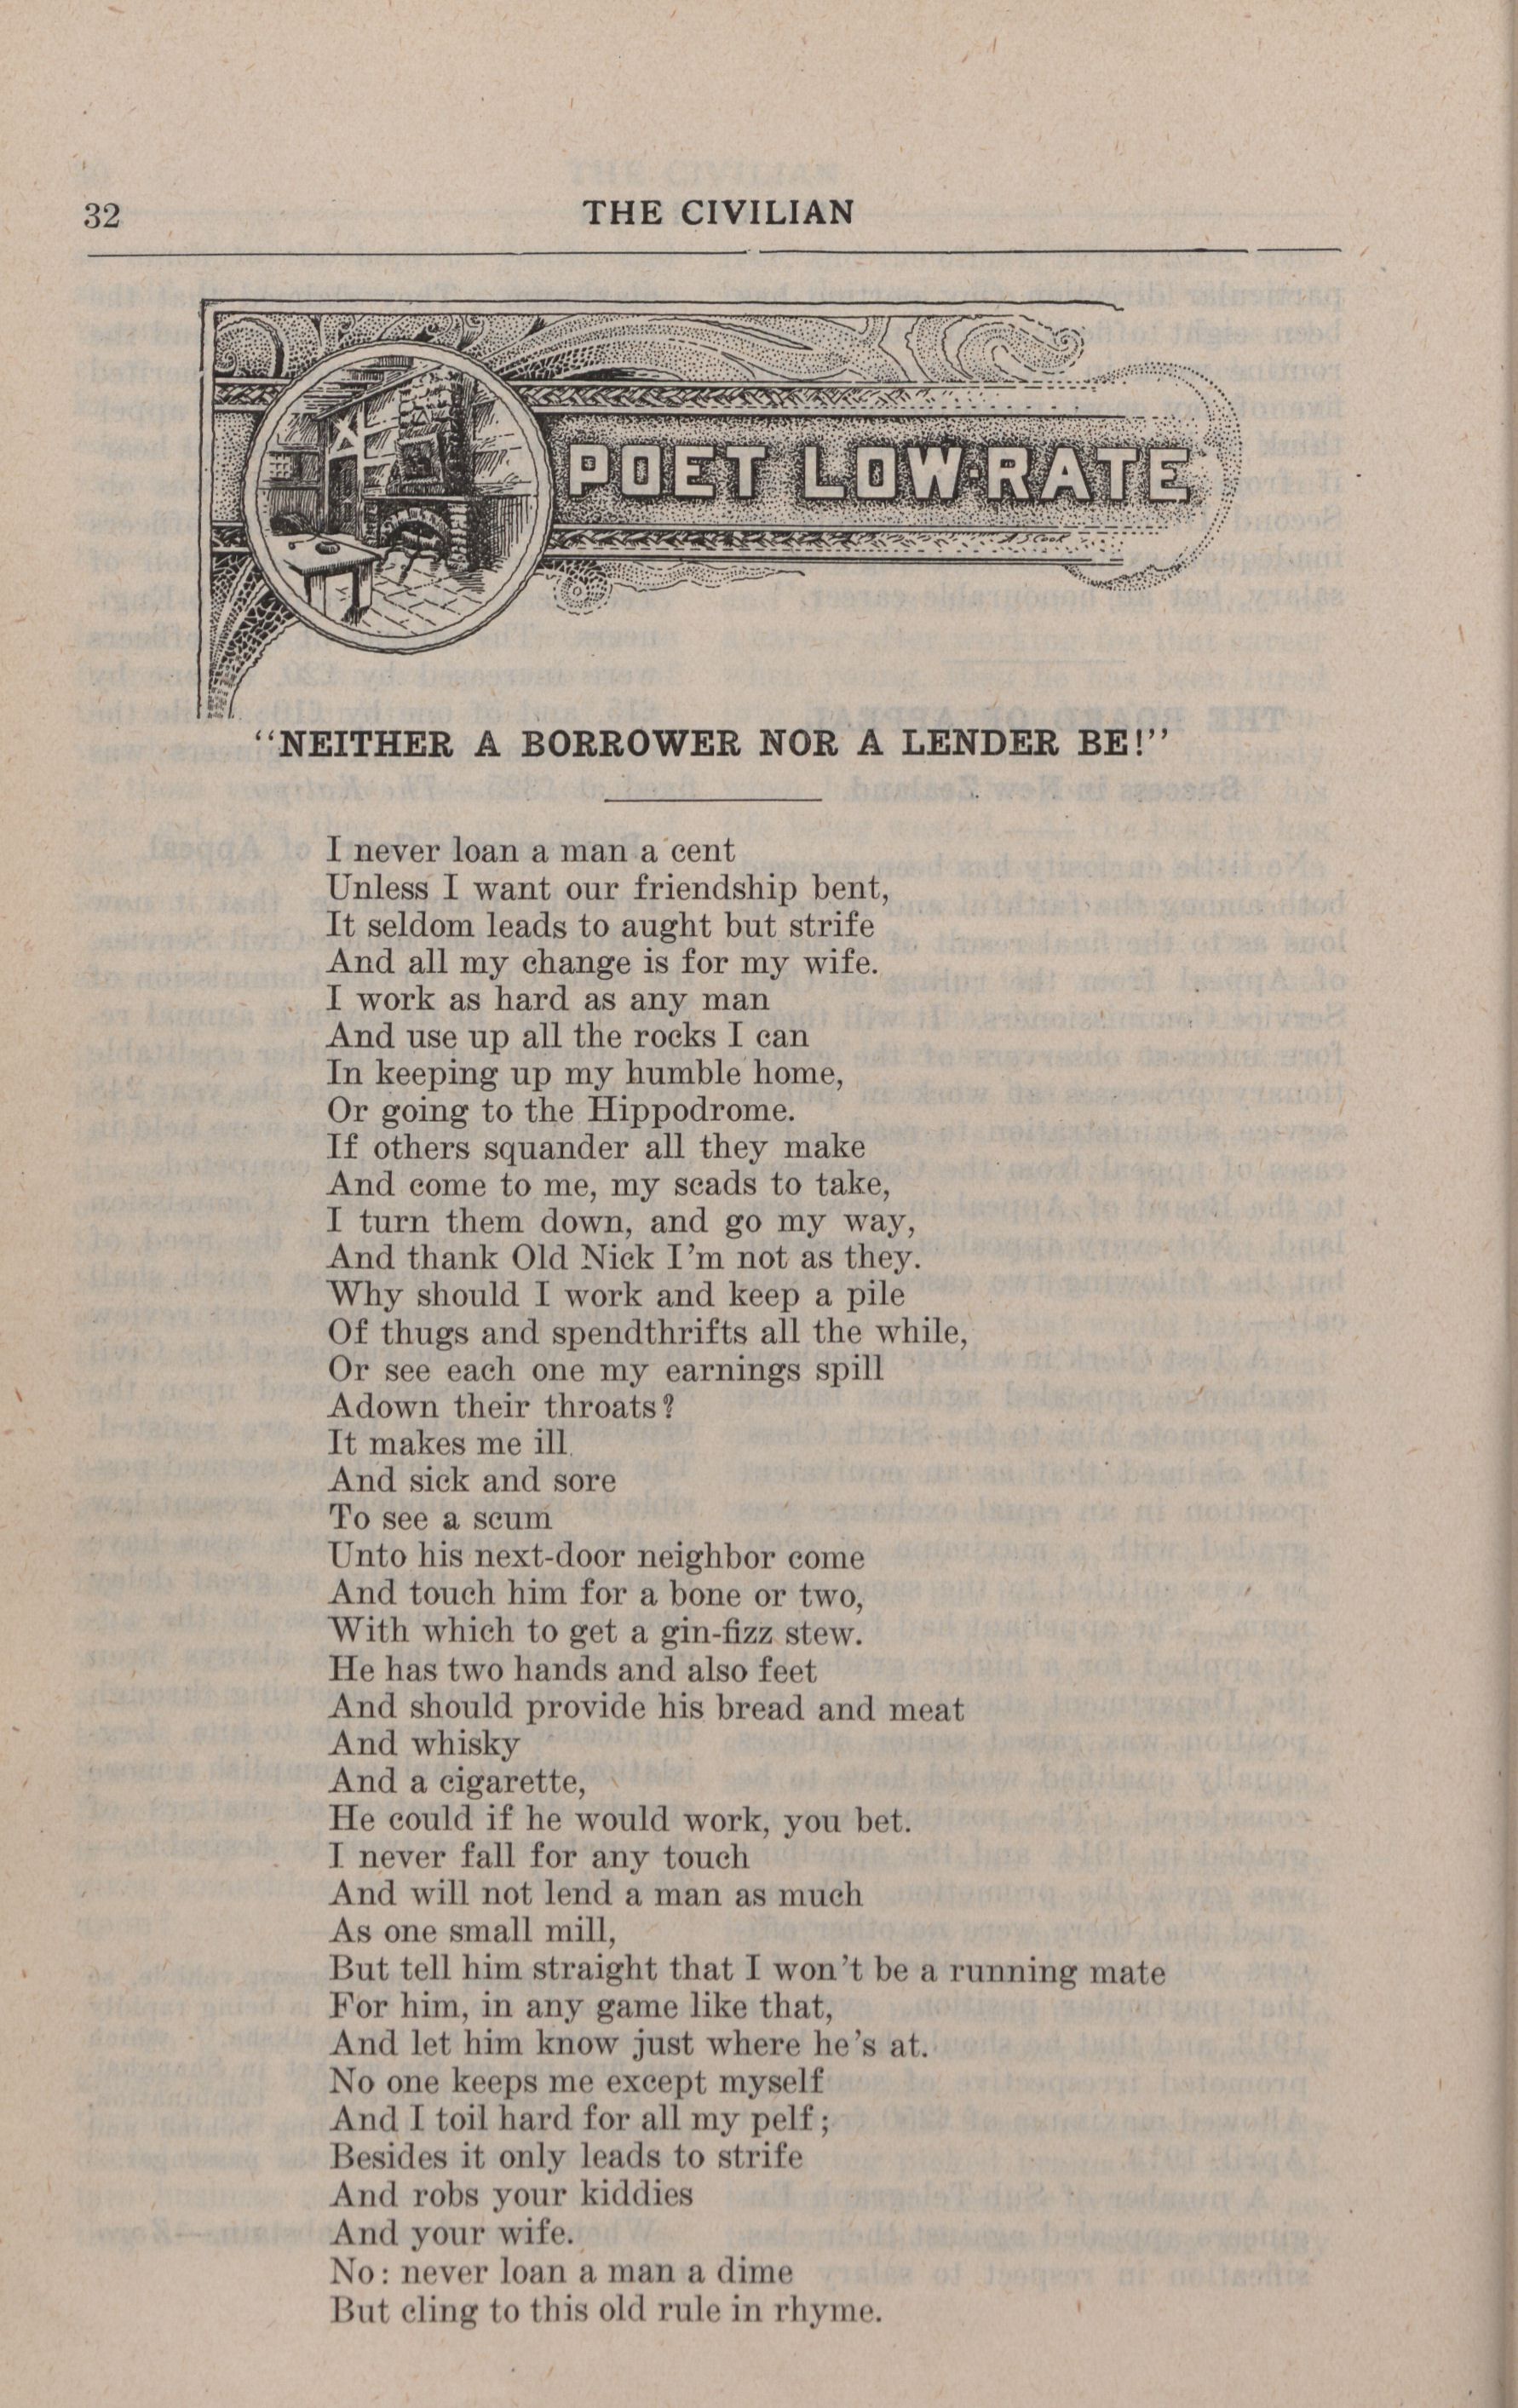 32
THE CIVILIAN
POET LOW-RATE
"NEITHER A BORROWER NOR A LENDER BE!"
I never loan a man a cent
Unless I want our friendship bent,
It seldom leads to aught but strife
And all my change is for my wife.
I work as hard as any man
And use up all the rocks I can
In keeping up my humble home,
Or going to the Hippodrome.
If others squander all they make
And come to me, my scads to take,
I turn them down, and go my way,
And thank Old Nick I'm not as they.
Why should I work and keep a pile
Of thugs and spendthrifts all the while,
Or see each one my earnings spill
Adown their throats?
It makes me ill
And sick and sore
To see a scum
Unto his next-door neighbor come
And touch him for a bone or two,
With which to get a gin-fizz stew.
He has two hands and also feet
And should provide his bread and meat
And whisky
And a cigarette,
He could if he would work, you bet.
I never fall for any touch
And will not lend a man as much
As one small mill,
But tell him straight that I won't be a running mate
For him, in any game like that,
And let him know just where he's at.
No one keeps me except myself
And I toil hard for all my pelf;
Besides it only leads to strife
And robs your kiddies
And your wife.
No: never loan a man a dime
But cling to this old rule in rhyme.